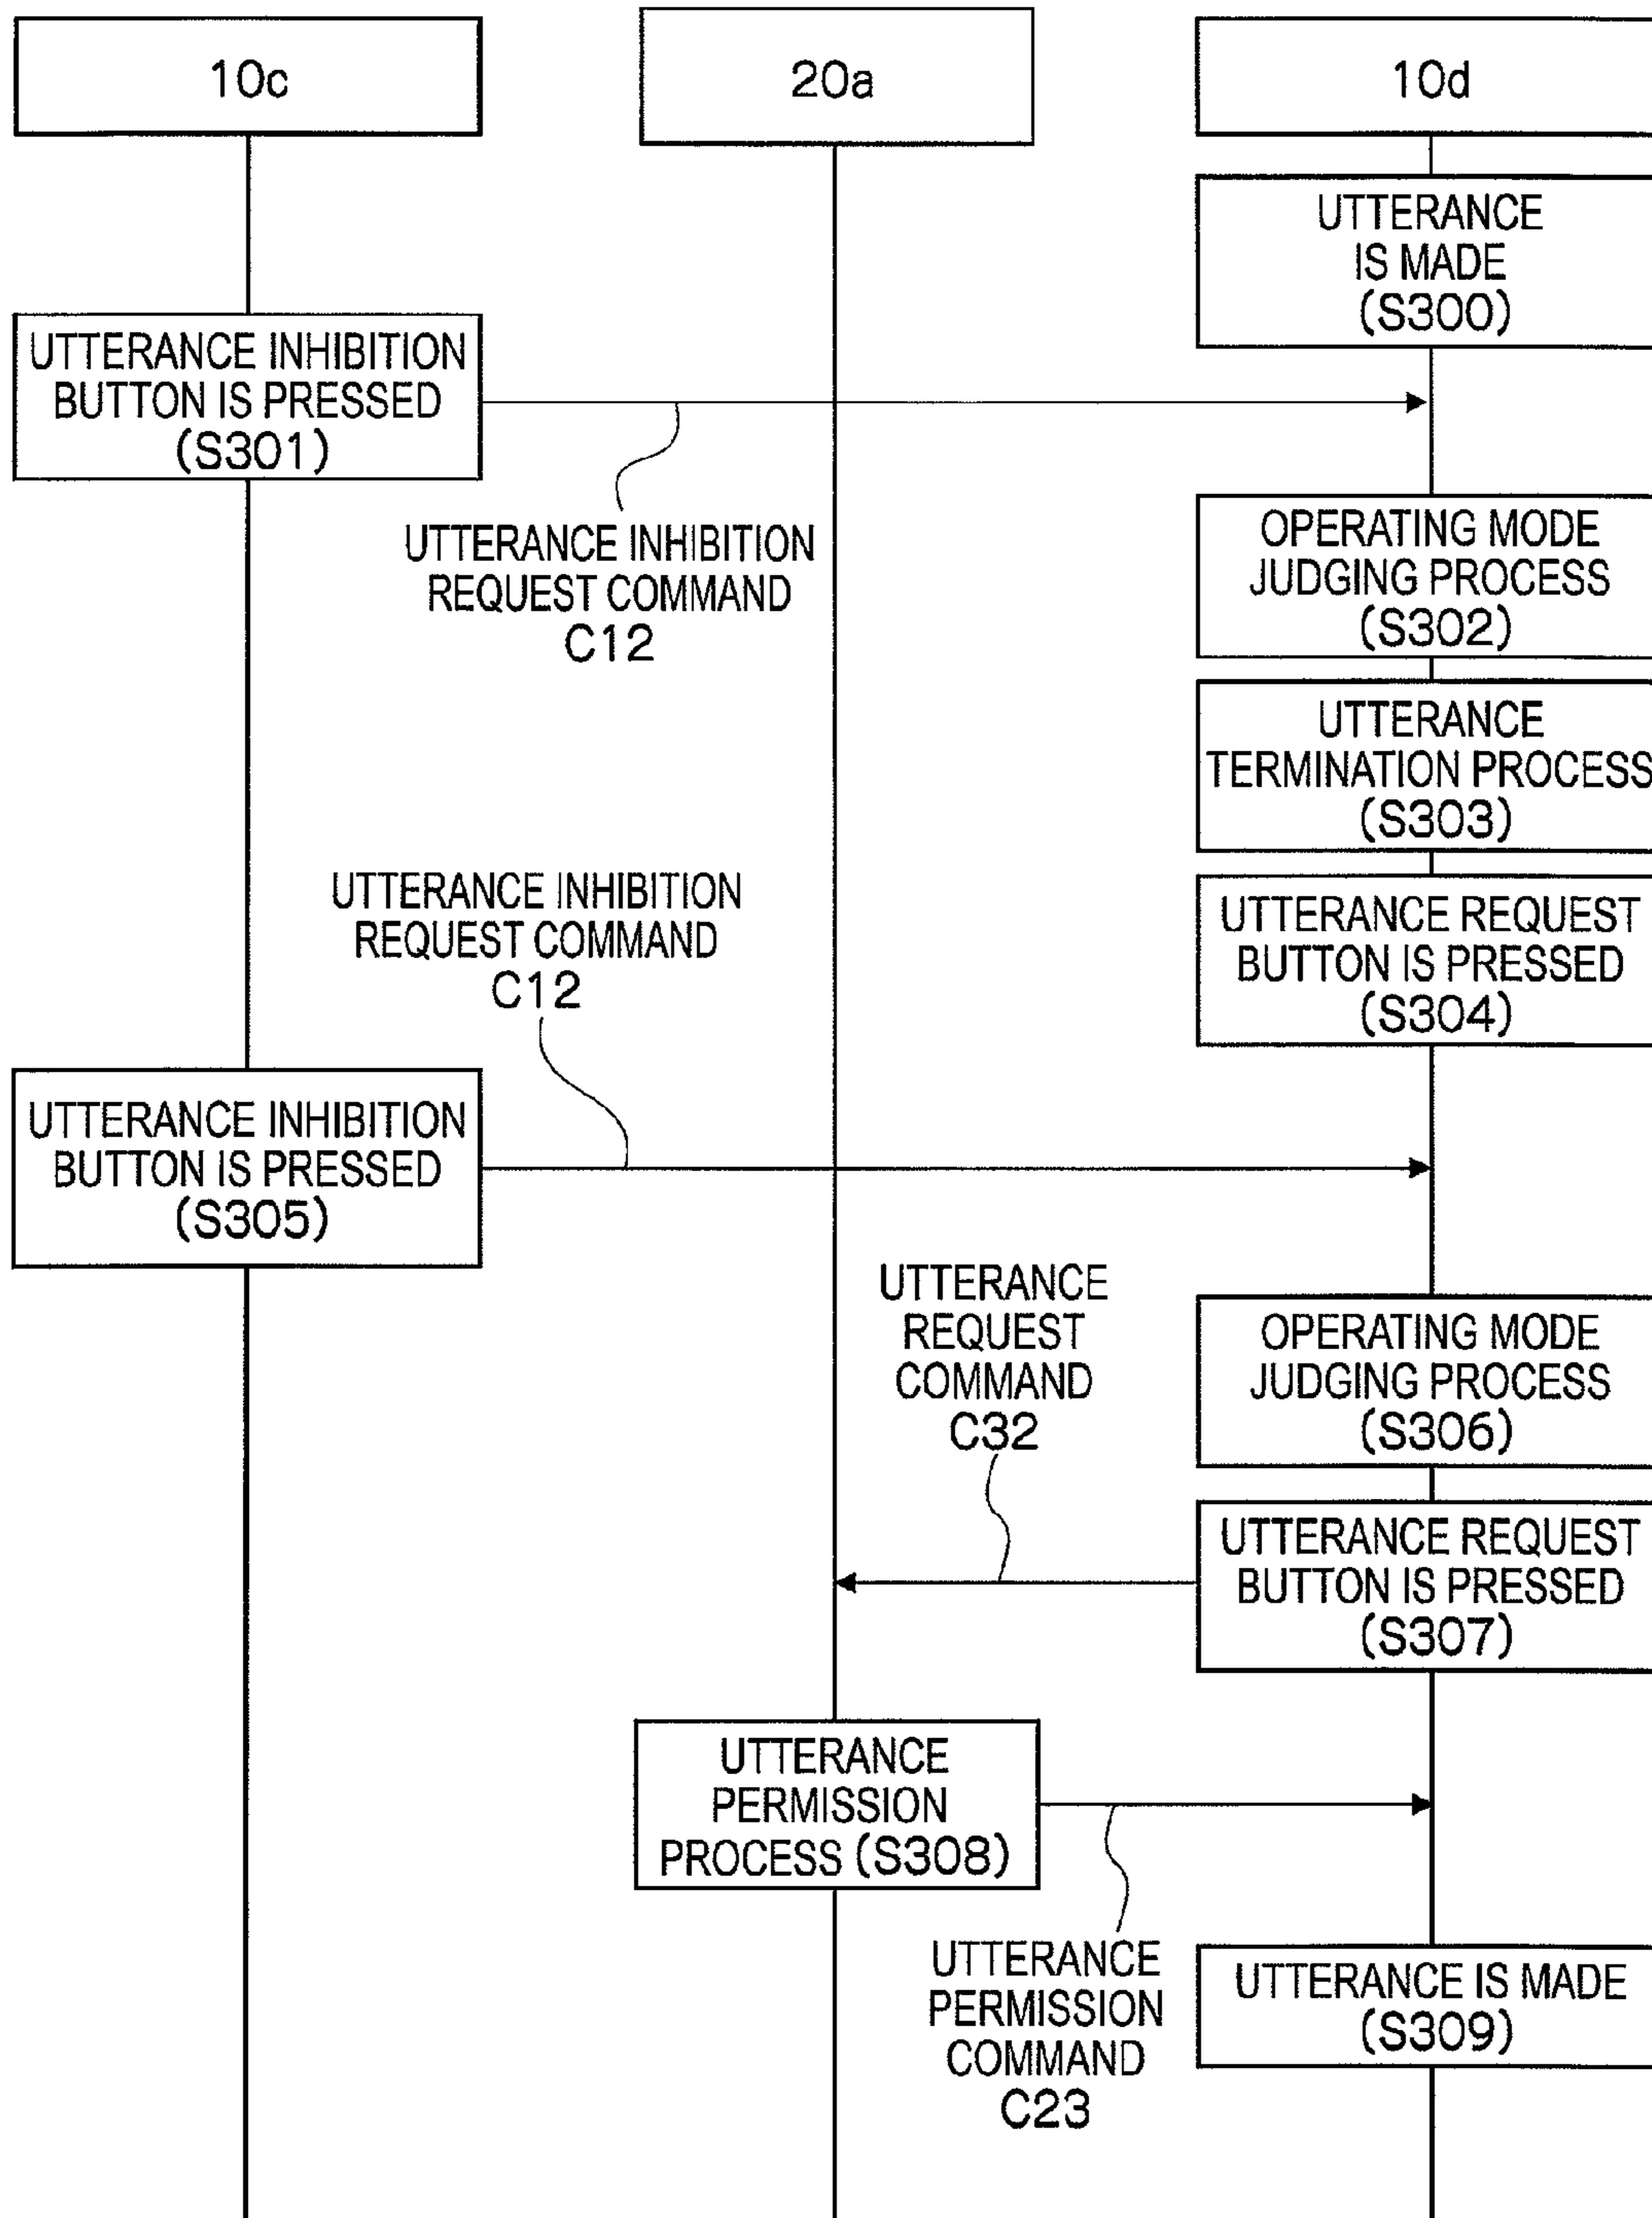 10c
20a
10d
UTTERANCE
IS MADE
(S300)
UTTERANCE INHIBITION
BUTTON IS PRESSED
(S301)
UTTERANCE INHIBITION
REQUEST COMMAND
C12
OPERATING MODE
JUDGING PROCESS
(S302)
UTTERANCE
TERMINATION PROCESS
(S303)
UTTERANCE INHIBITION
REQUEST COMMAND
C12
UTTERANCE REQUEST
BUTTON IS PRESSED
(S304)
UTTERANCE INHIBITION
BUTTON IS PRESSED
(S305)
UTTERANCE
REQUEST
COMMAND
C32
OPERATING MODE
JUDGING PROCESS
(S306)
UTTERANCE REQUEST
BUTTON IS PRESSED
(S307)
UTTERANCE
PERMISSION
PROCESS (S308)
UTTERANCE
PERMISSION
COMMAND
C23
UTTERANCE IS MADE
(S309)